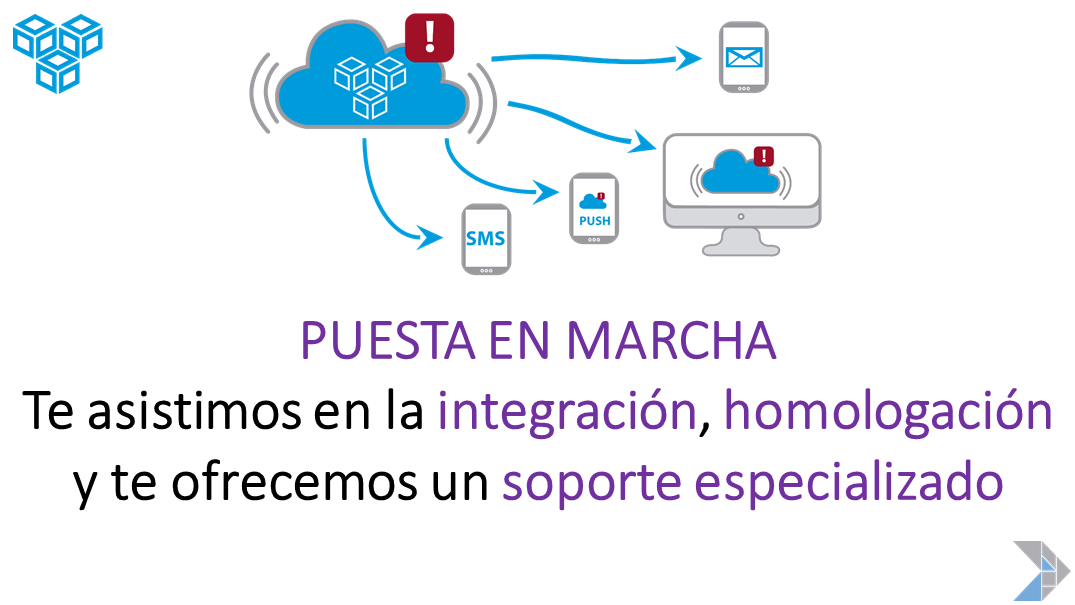 !
!
!
PUSH
SMS
PUESTA EN MARCHA
Te asistimos en la integración, homologación
y te ofrecemos un soporte especializado